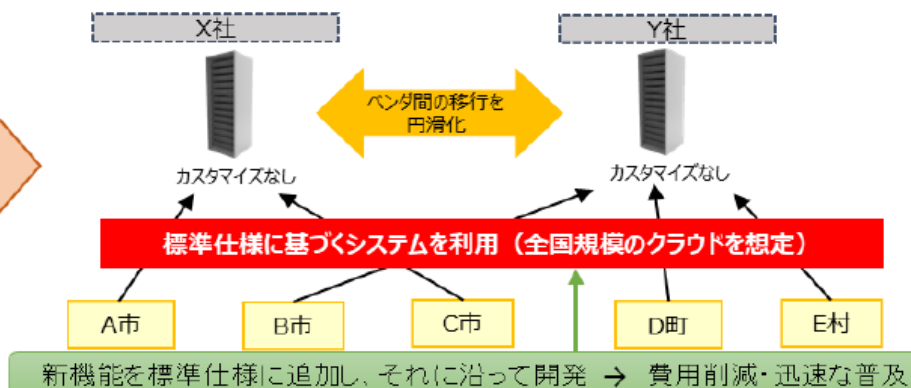 X社
Y社
ベンダ間の移行を
円滑化
カスタマイズなし
カスタマイズなし
標準仕様に基づくシステムを利用（全国規模のクラウドを想定）
A市
B市
C市
D町
E村
新機能を標準仕様に追加し、それに沿って開発 → 費用削減・迅速な普及